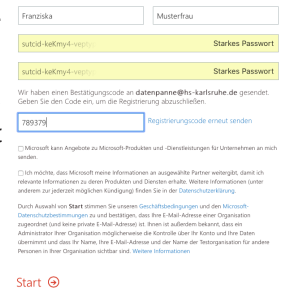 Franziska Musterfrau
sutcid-keKmy4-vepty Starkes Passwort
sutcid-keKmy4-vepty Starkes Passwort
Wir haben einen Bestätigungscode an datenpanne@hs-karlsruhe.de gesendet.
Geben Sie den Code ein, um die Registrierung abzuschließen.
789379 Registrierungscode erneut senden
Microsoft kann Angebote zu Microsoft-Produkten und -Dienstleistungen für Unternehmen an mich
senden.
Ich möchte, dass Microsoft meine Informationen an ausgewählte Partner weitergibt, damit ich
relevante Informationen zu deren Produkten und Diensten erhalte. Weitere Informationen (unter
anderem zur jederzeit möglichen Kündigung) finden Sie in der Datenschutzerklärung.
Durch Auswahl von Start stimmen Sie unseren Geschäftsbedingungen und den Microsoft-
Datenschutzbestimmungen zu und bestätigen, dass Ihre E-Mail-Adresse einer Organisation
zugeordnet (und keine private E-Mail-Adresse) ist. Ihnen ist außerdem bekannt, dass ein
Administrator Ihrer Organisation möglicherweise die Kontrolle über Ihr Konto und Ihre Daten
übernimmt und dass Ihr Name, Ihre E-Mail-Adresse und der Name der Testorganisation für andere
Personen in Ihrer Organisation sichtbar sind. Weitere Informationen
Start